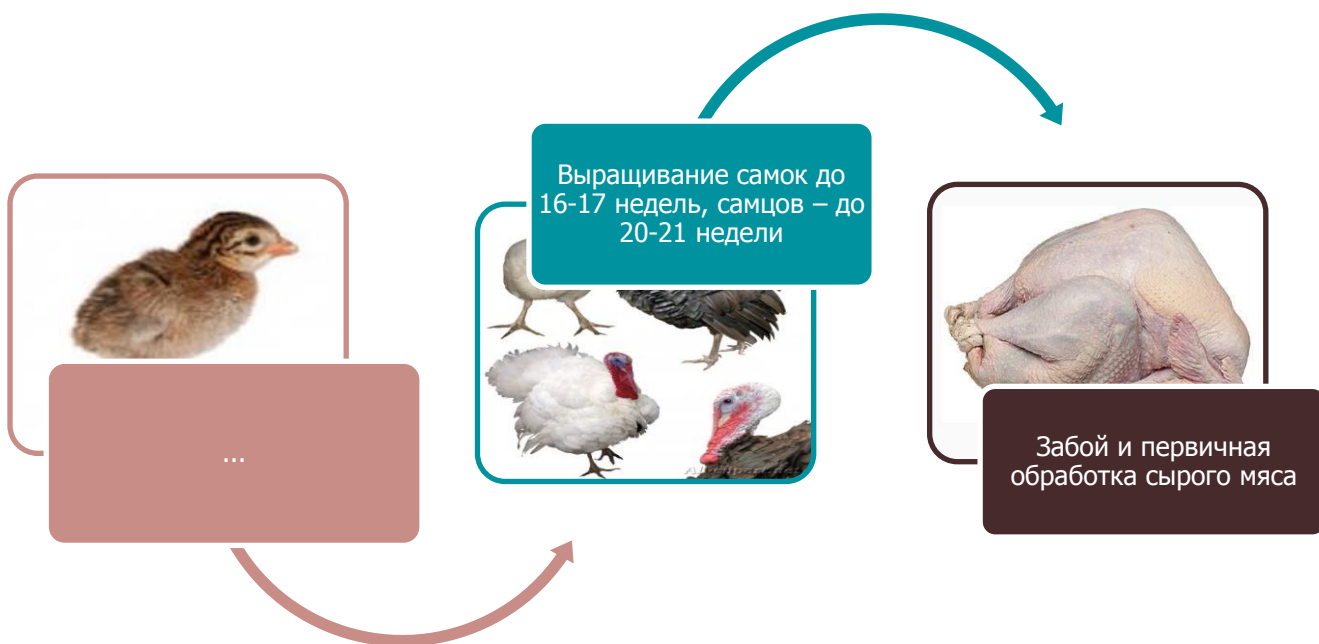 ...
Выращивание самок до
16-17 недель, самцов – до
20-21 недели
Забой и первичная
обработка сырого мяса